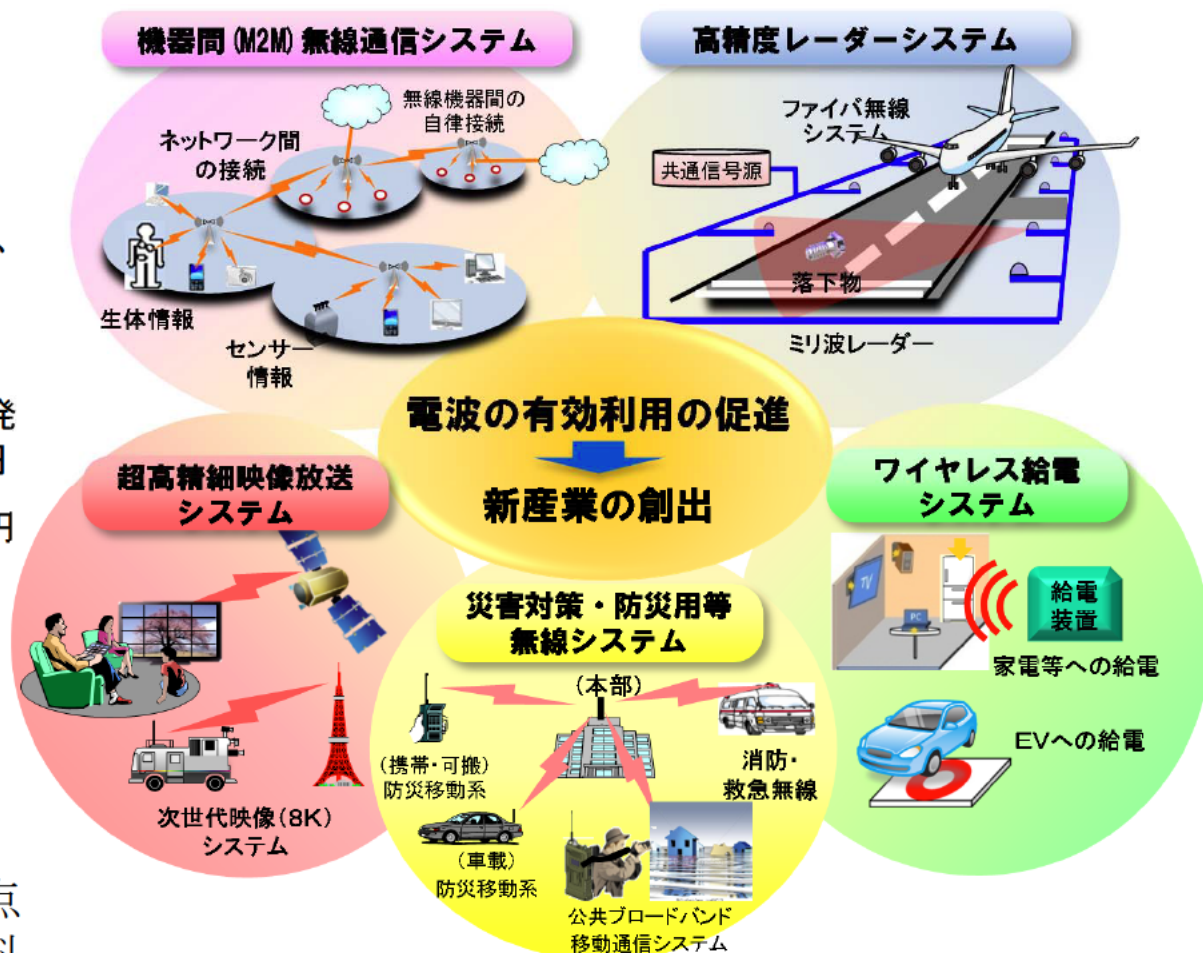 機器間(M2M)無線通信システム
無線機器間の
自律接続
ネットワーク間
の接続
生体情報
センサー
情報
高精度レーダーシステム
ファイバ無線
システム
共通信号源
落下物
ミリ波レーダー
、
発
円
点
電波の有効利用の促進
新産業の創出
超高精細映像放送
システム
次世代映像(8K)
システム
災害対策・防災用等
無線システム
(本部)
(携帯・可搬)
防災移動系
(車載)
防災移動系
消防・
救急無線
公共ブロードバンド
移動通信システム
ワイヤレス給電
システム
TV
PC
給電
装置
家電等への給電
EVへの給電